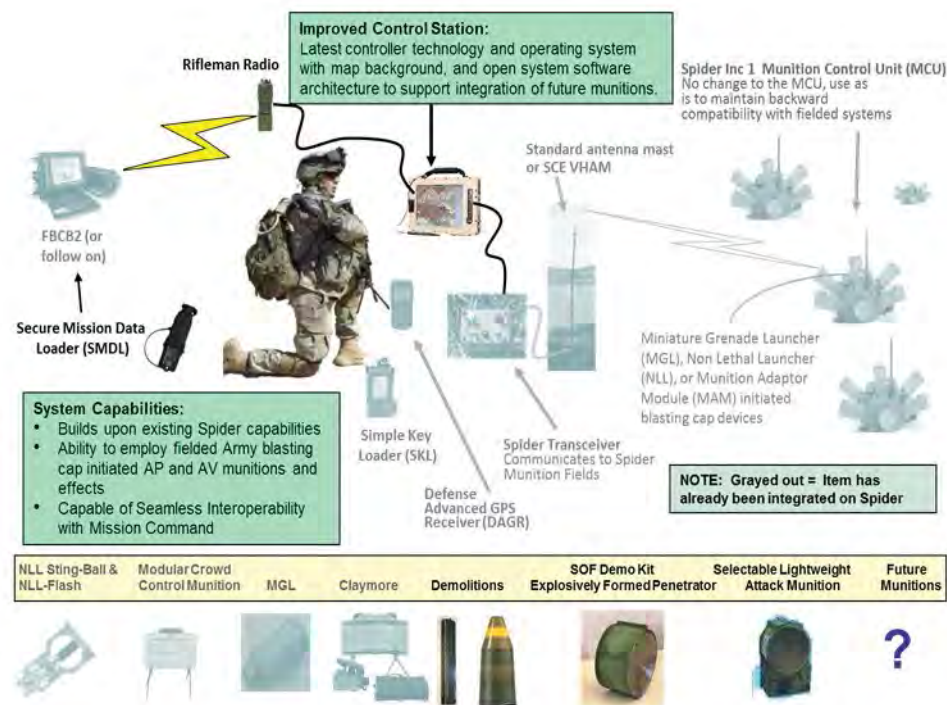 Improved Control Station:
Latest controller technology and operating system
with map background, and open system software
architecture to support integration of future munitions.
Rifleman Radio
Spider Inc 1 Munition Control Unit (MCU)
No change to the MCU, use as
is to maintain backward
compatibility with fielded systems
Standard antenna mast
or SCE VHAM
FBCB2 (or
follow on)
Secure Mission Data
Loader (SMDL)
Miniature Grenade Launcher
(MGL), Non Lethal Launcher
(NLL), or Munition Adaptor
Module (MAM) initiated
blasting cap devices
System Capabilities:
• Builds upon existing Spider capabilities
• Ability to employ fielded Army blasting
cap initiated AP and AV munitions and
effects
• Capable of Seamless Interoperability
with Mission Command
Simple Key
Loader (SKL)
Spider Transceiver
Communicates to Spider
Munition Fields
Defense
Advanced GPS
Receiver (DAGR)
NOTE: Grayed out = Item has
already been integrated on Spider
NLL Sting-Ball &
NLL-Flash
Modular Crowd
Control Munition
MGL
Claymore
Demolitions
SOF Demo Kit
Explosively Formed Penetrator
Selectable Lightweight
Attack Munition
Future
Munitions
?